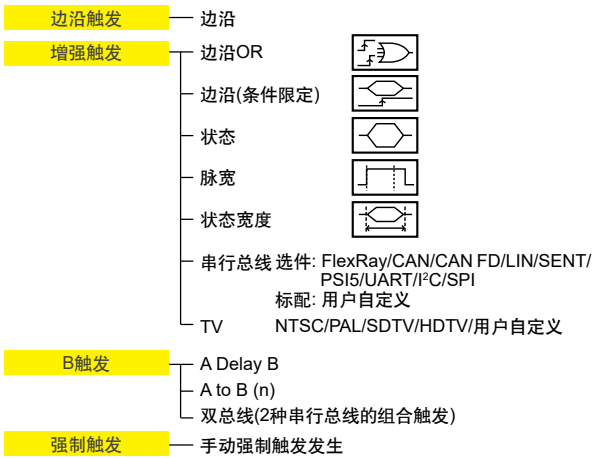 边沿触发 边沿
增强触发 边沿OR
边沿(条件限定)
状态
脉宽
状态宽度
串行总线 选件: FlexRay/CAN/CAN FD/LIN/SENT/
PSI5/UART/I²C/SPI
标配: 用户自定义
TV NTSC/PAL/SDTV/HDTV/用户自定义
B触发 A Delay B
A to B (n)
双总线(2种串行总线的组合触发)
强制触发 手动强制触发发生